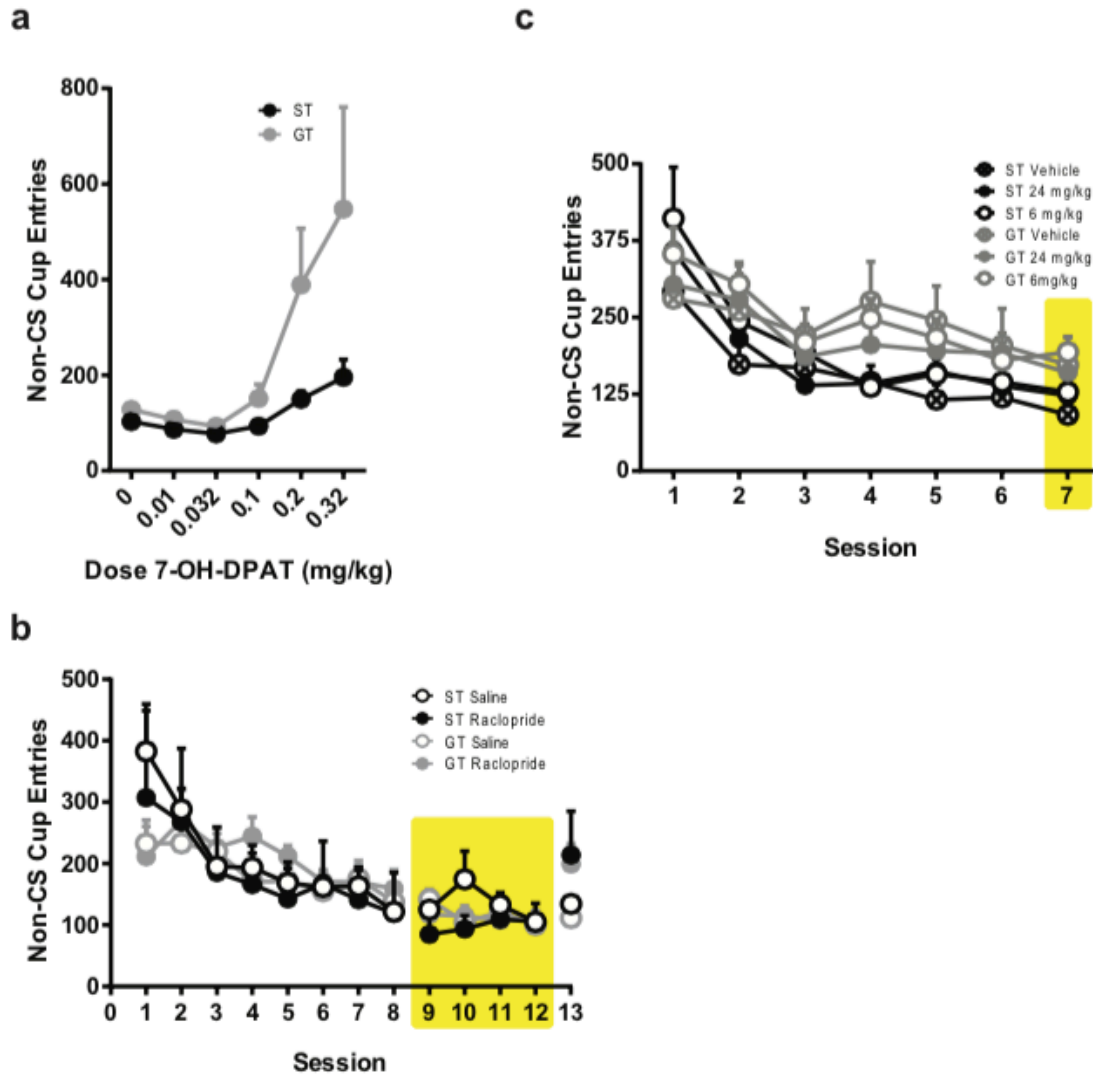 a
800
600
400
200
0
Non-CS Cup Entries
ST
GT
0 0.01 0.032 0.1 0.2 0.32
Dose 7-OH-DPAT (mg/kg)
c
500
375
250
125
0
Non-CS Cup Entries
ST Vehicle
ST 24 mg/kg
ST 6 mg/kg
GT Vehicle
GT 24 mg/kg
GT 6mg/kg
1 2 3 4 5 6 7
Session
b
500
400
300
200
100
0
Non-CS Cup Entries
ST Saline
ST Raclopride
GT Saline
GT Raclopride
0 1 2 3 4 5 6 7 8 9 10 11 12 13
Session